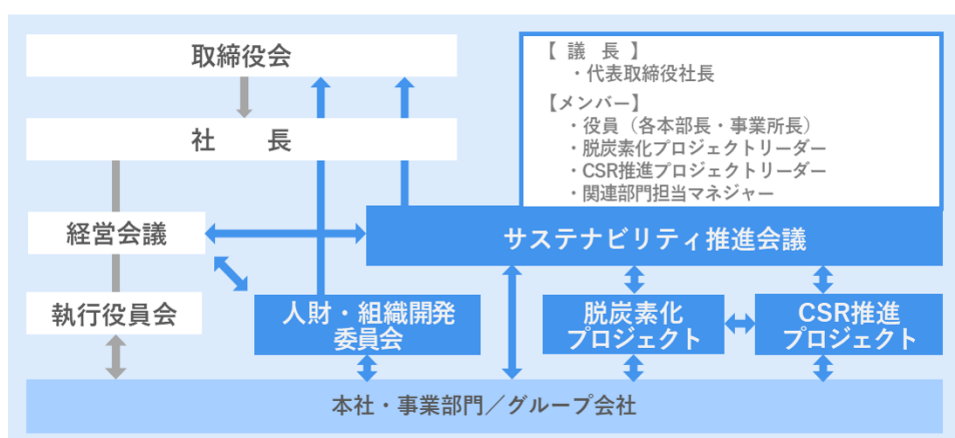 取締役会
社　　長
経営会議
執行役員会
【 議 長 】
・代表取締役社長
【メンバー】
・役員（各本部長・事業所長）
・脱炭素化プロジェクトリーダー
・CSR推進プロジェクトリーダー
・関連部門担当マネジャー
サステナビリティ推進会議
人財・組織開発
委員会
脱炭素化
プロジェクト
CSR推進
プロジェクト
本社・事業部門／グループ会社